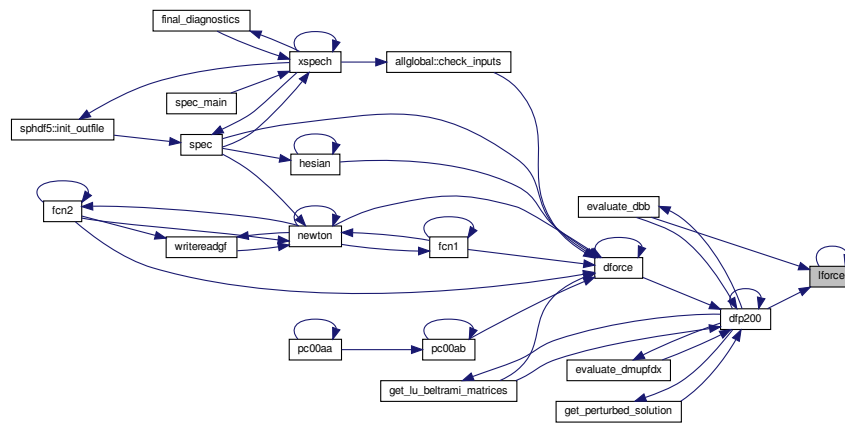 final_diagnostics
xspech
allglobal::check_inputs
spec_main
sphdf5::init_outfile
spec
hesian
evaluate_dbb
fcn2
newton
writereadgf
fcn1
dforce
lforce
dfp200
pc00aa
pc00ab
evaluate_dmupfdx
get_lu_beltrami_matrices
get_perturbed_solution